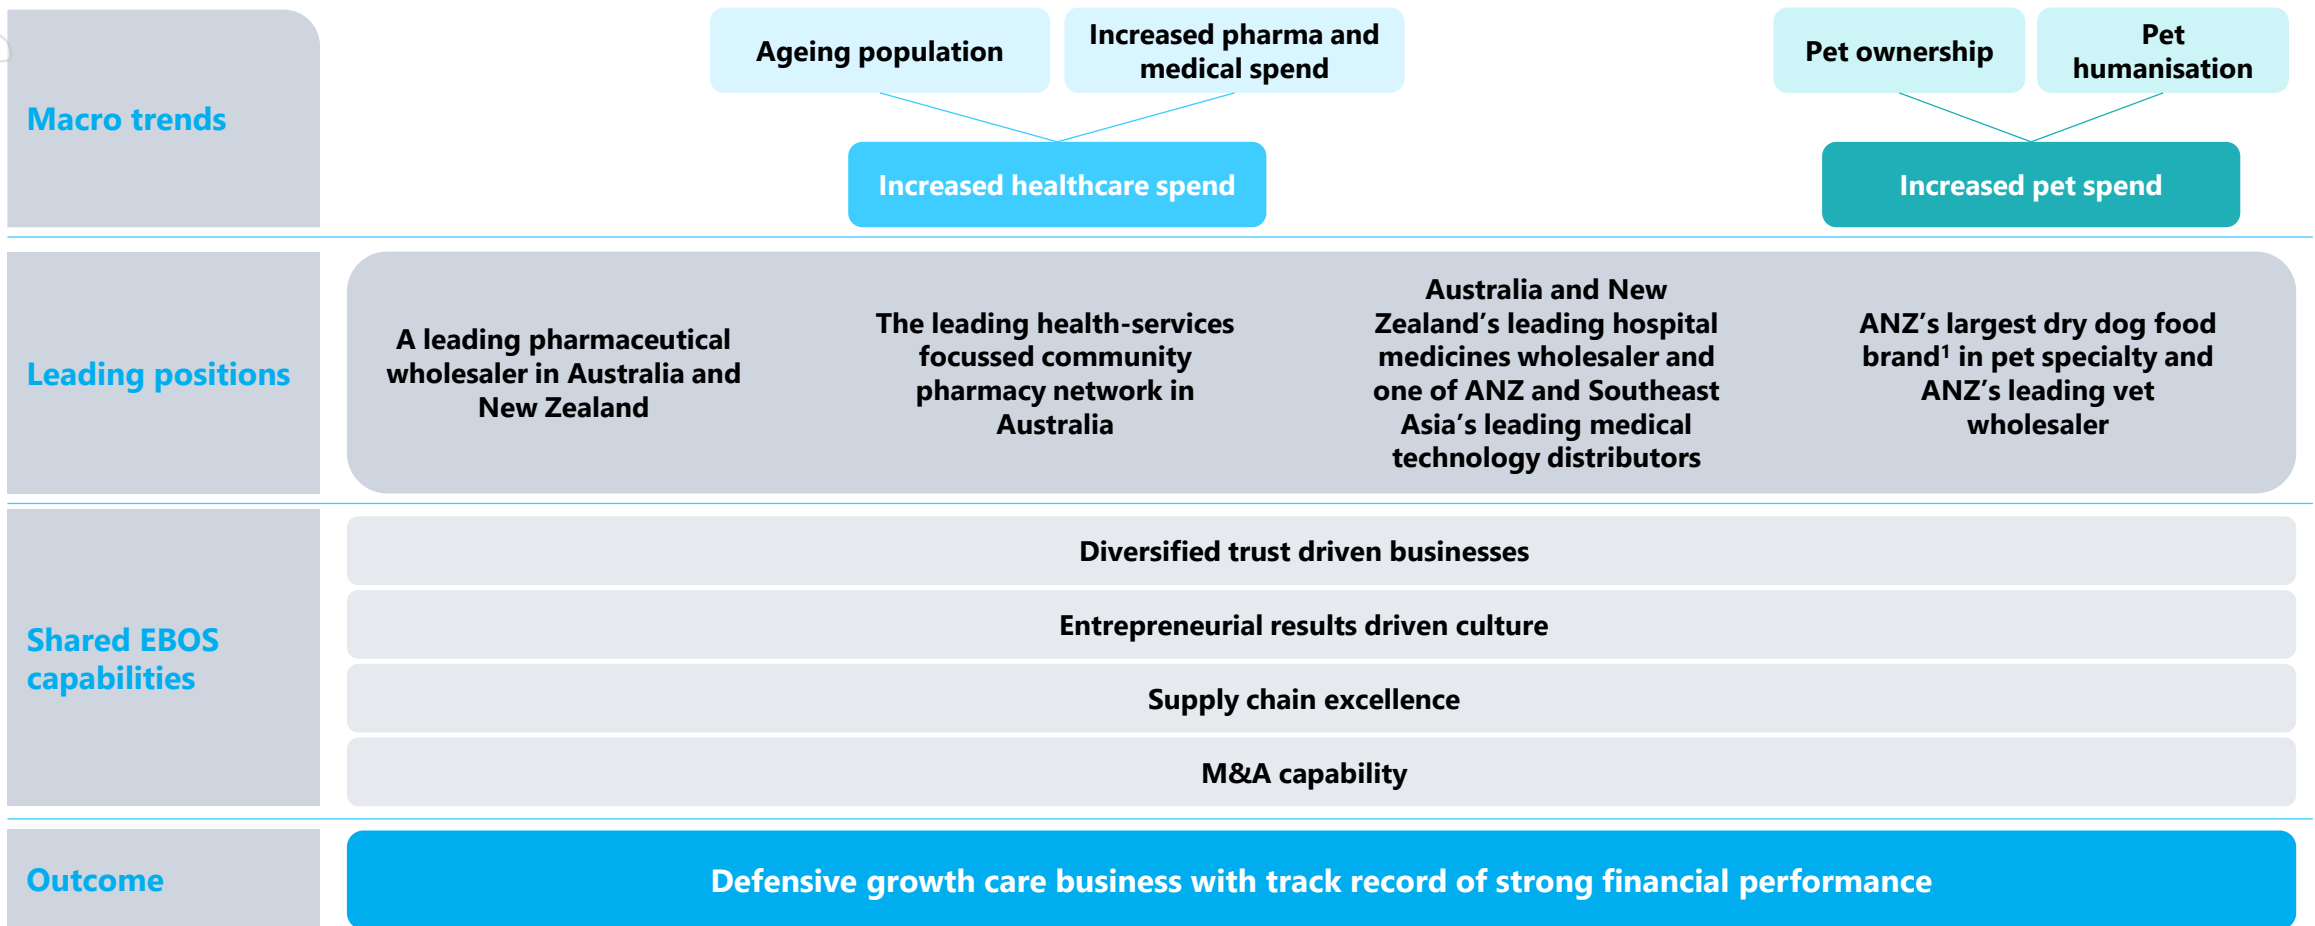 Macro trends
Ageing population
Increased pharma and
medical spend
Increased healthcare spend
Pet ownership
Pet
humanisation
Increased pet spend
Leading positions
A leading pharmaceutical
wholesaler in Australia and
New Zealand
The leading health-services
focussed community
pharmacy network in
Australia
Australia and New
Zealand’s leading hospital
medicines wholesaler and
one of ANZ and Southeast
Asia’s leading medical
technology distributors
ANZ’s largest dry dog food
brand¹ in pet specialty and
ANZ’s leading vet
wholesaler
Shared EBOS
capabilities
Diversified trust driven businesses
Entrepreneurial results driven culture
Supply chain excellence
M&A capability
Outcome
Defensive growth care business with track record of strong financial performance